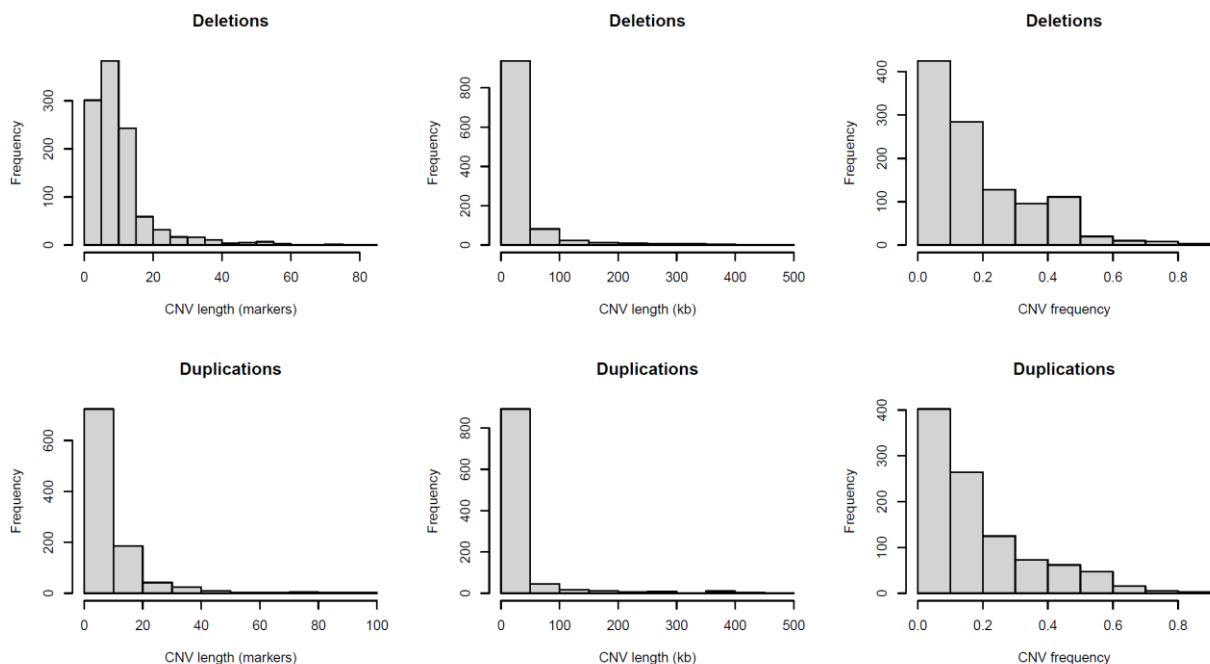 Deletions
Frequency
0 100 200 300
0 20 40 60 80
CNV length (markers)
Deletions
Frequency
0 200 400 600 800
0 100 200 300 400 500
CNV length (kb)
Deletions
Frequency
0 100 200 300 400
0.0 0.2 0.4 0.6 0.8
CNV frequency
Duplications
Frequency
0 200 400 600
0 20 40 60 80 100
CNV length (markers)
Duplications
Frequency
0 200 400 600 800
0 100 200 300 400 500
CNV length (kb)
Duplications
Frequency
0 100 200 300 400
0.0 0.2 0.4 0.6 0.8
CNV frequency